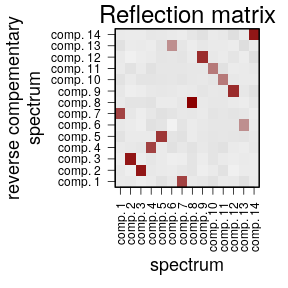 Reflection matrix
reverse compementary
spectrum
comp. 14
comp. 13
comp. 12
comp. 11
comp. 10
comp. 9
comp. 8
comp. 7
comp. 6
comp. 5
comp. 4
comp. 3
comp. 2
comp. 1
comp. 1
comp. 2
comp. 3
comp. 4
comp. 5
comp. 6
comp. 7
comp. 8
comp. 9
comp. 10
comp. 11
comp. 12
comp. 13
comp. 14
spectrum